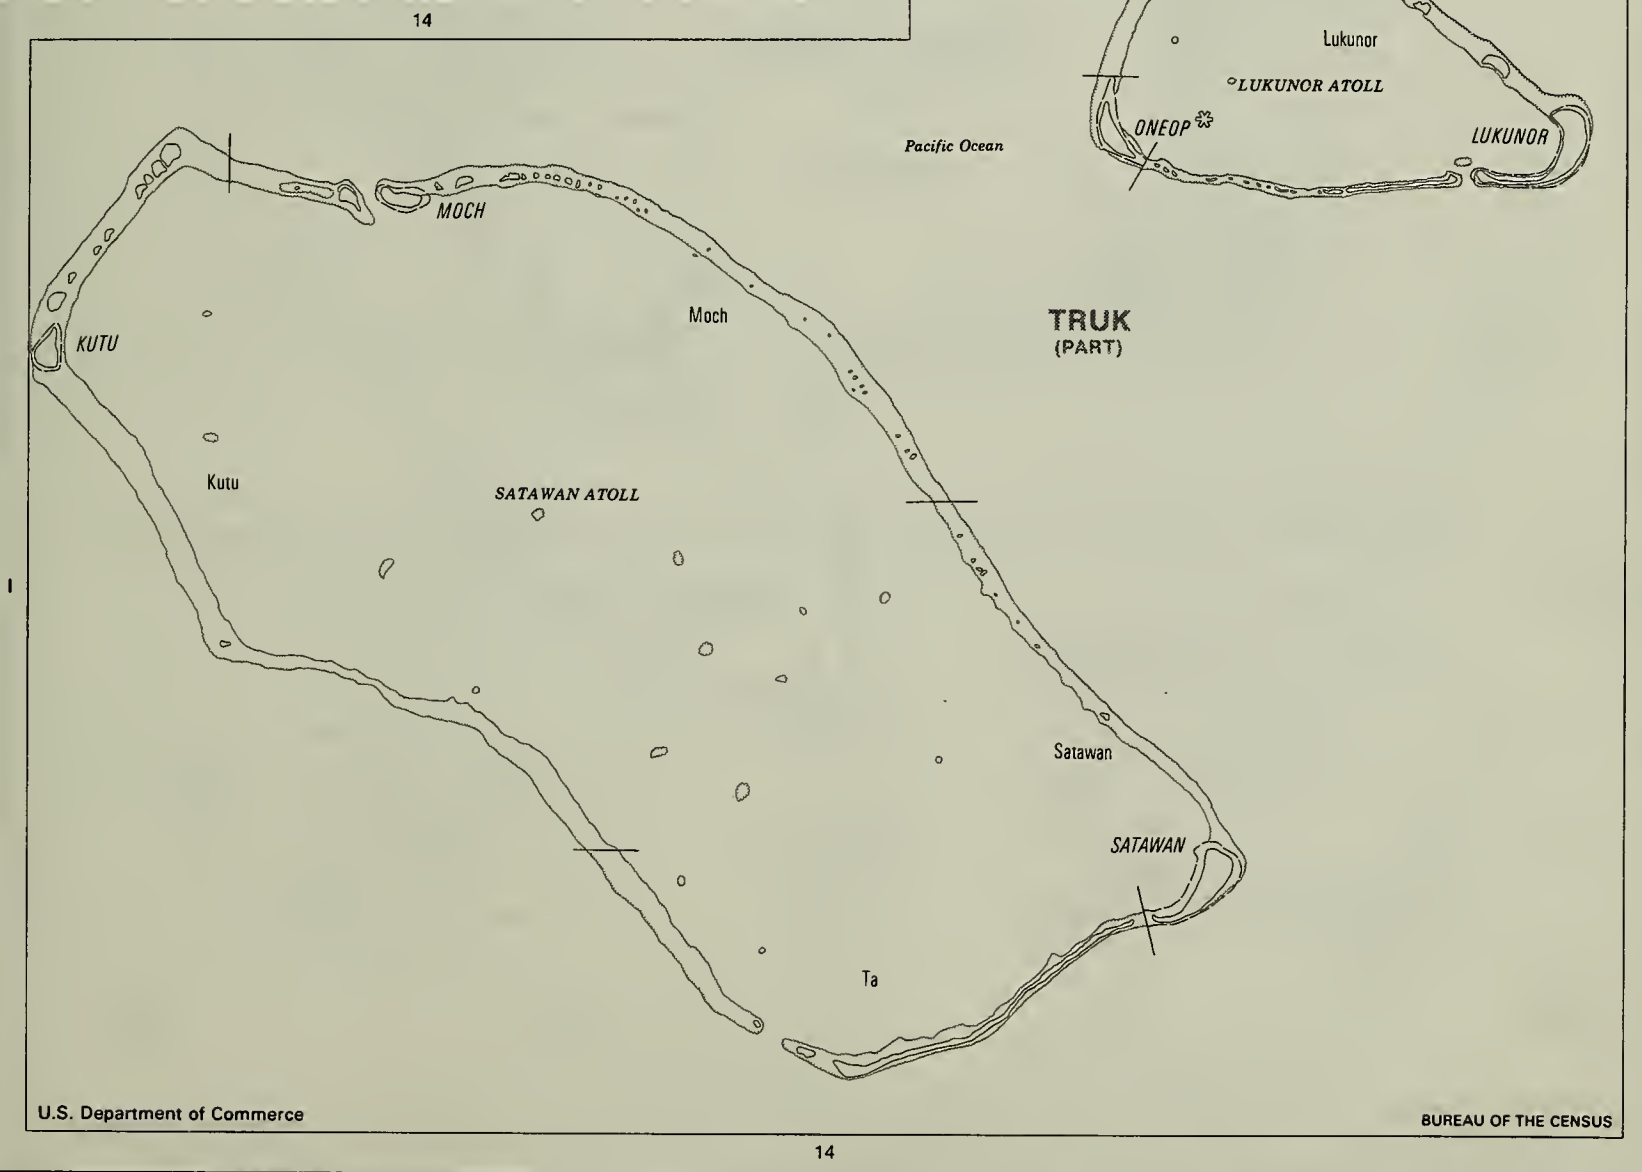 14
Lukunor
LUKUNOR ATOLL
ONEOP
LUKUNOR
Pacific Ocean
MOCH
Moch
TRUK
(PART)
KUTU
Kutu
SATAWAN ATOLL
I
Satawan
SATAWAN
Ta
U.S. Department of Commerce
BUREAU OF THE CENSUS
14